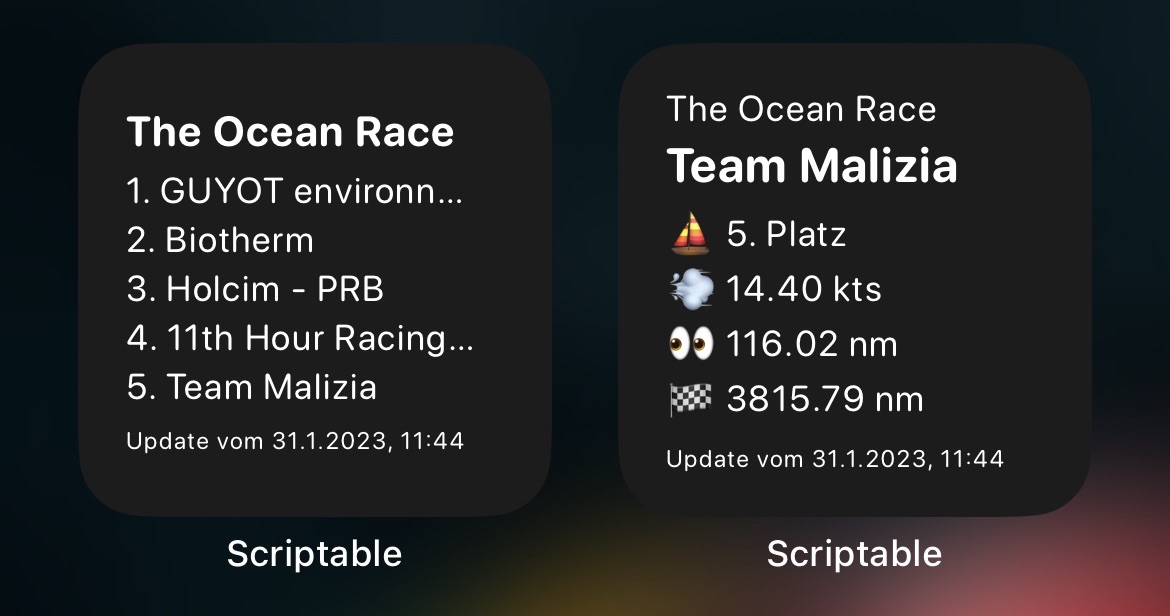 The Ocean Race
1. GUYOT environn...
2. Biotherm
3. Holcim - PRB
4. 11th Hour Racing...
5. Team Malizia
Update vom 31.1.2023, 11:44
Scriptable
The Ocean Race
Team Malizia
5. Platz
14.40 kts
116.02 nm
3815.79 nm
Update vom 31.1.2023, 11:44
Scriptable